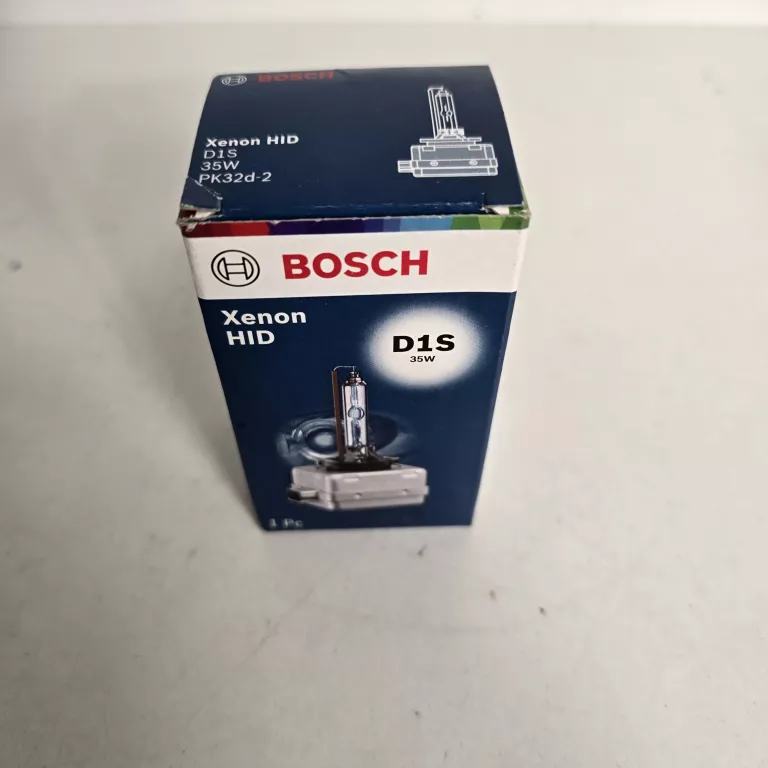 BOSCH
Xenon HID
D1S
35W
PK32d-2
BOSCH
Xenon
HID
D1S
35W
1 Pc